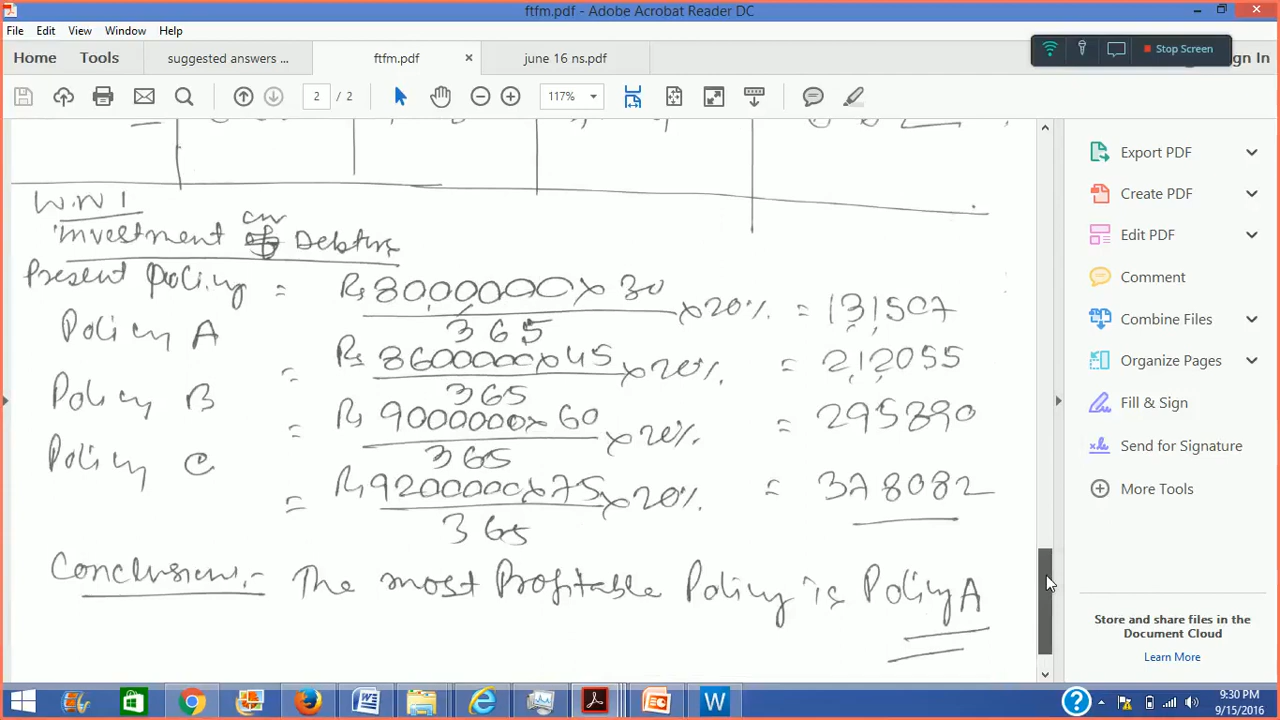 ftfm.pdf - Adobe Acrobat Reader DC
File Edit View Window Help
Home Tools suggested answers ... ftfm.pdf × june 16 ns.pdf Stop Screen Sign In
2 / 2 117%
W.N 1
Investment on Debtors
Present Policy = Rs 8000000 × 30 / 365 × 20% = 131507
Policy A = Rs 8600000 × 45 / 365 × 20% = 212055
Policy B = Rs 9000000 × 60 / 365 × 20% = 295890
Policy C = Rs 9200000 × 75 / 365 × 20% = 378082
Conclusion:- The most Profitable Policy is Policy A
Export PDF
Create PDF
Edit PDF
Comment
Combine Files
Organize Pages
Fill & Sign
Send for Signature
More Tools
Store and share files in the
Document Cloud
Learn More
9:30 PM
9/15/2016